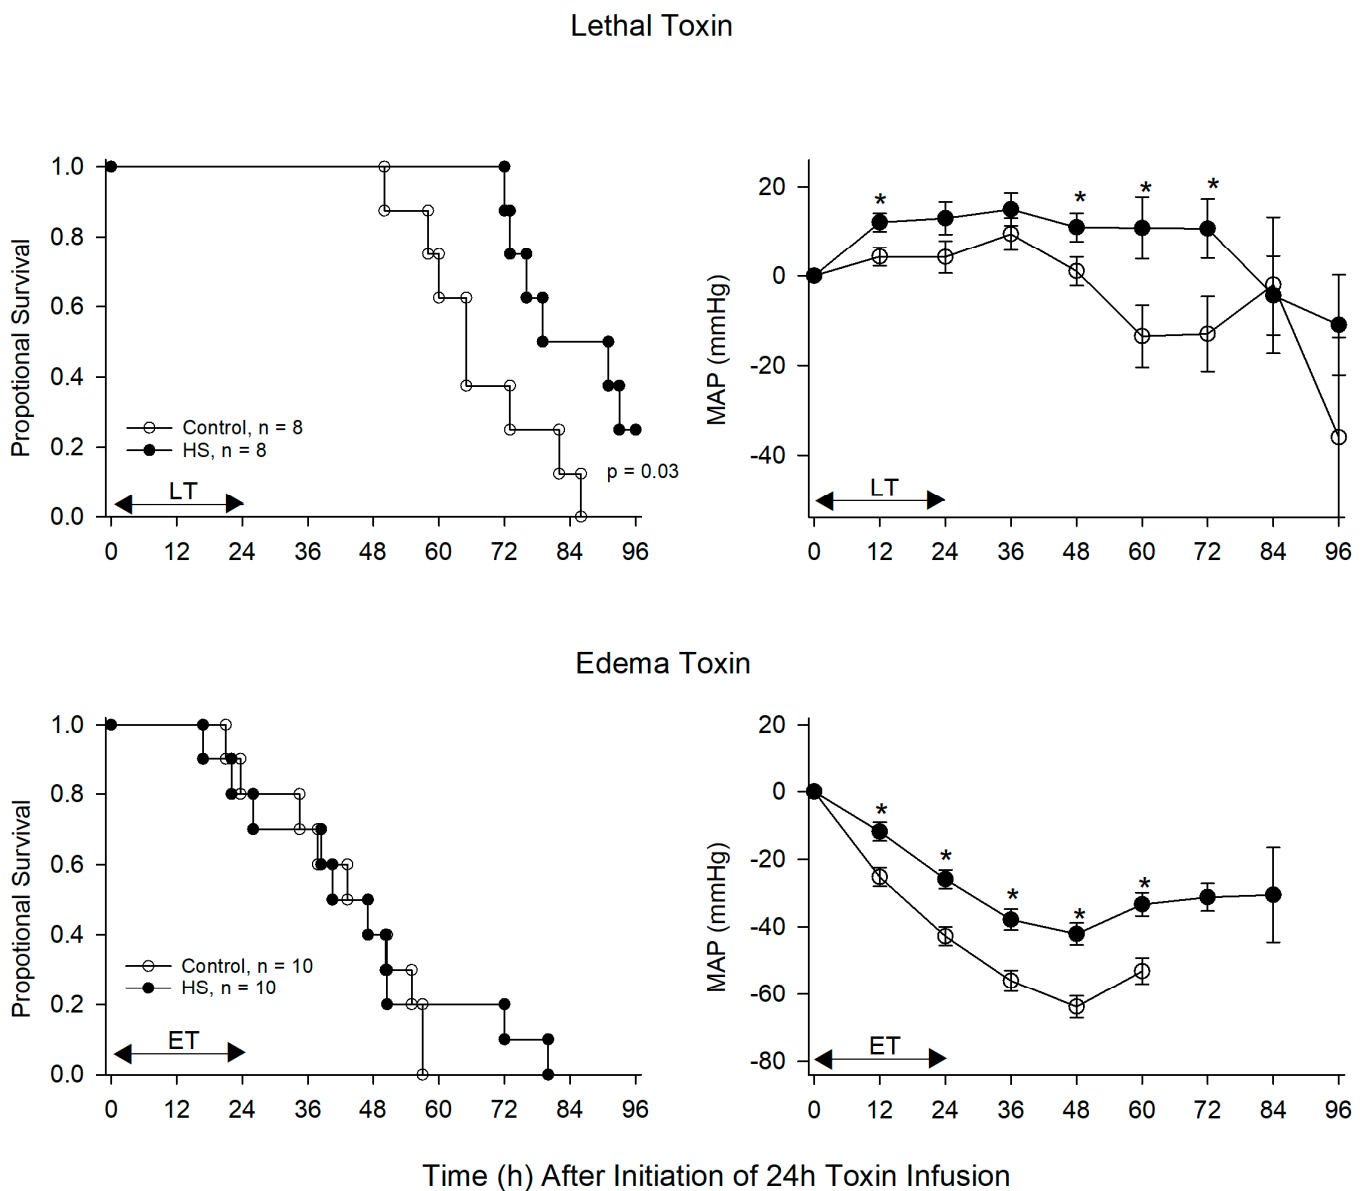 Lethal Toxin
Propotional Survival
1.0
0.8
0.6
0.4
0.2
0.0
Control, n = 8
HS, n = 8
p = 0.03
LT
0 12 24 36 48 60 72 84 96
MAP (mmHg)
20
0
-20
-40
* * * *
LT
0 12 24 36 48 60 72 84 96
Edema Toxin
Propotional Survival
1.0
0.8
0.6
0.4
0.2
0.0
Control, n = 10
HS, n = 10
ET
0 12 24 36 48 60 72 84 96
MAP (mmHg)
20
0
-20
-40
-60
-80
* * * * *
ET
0 12 24 36 48 60 72 84 96
Time (h) After Initiation of 24h Toxin Infusion